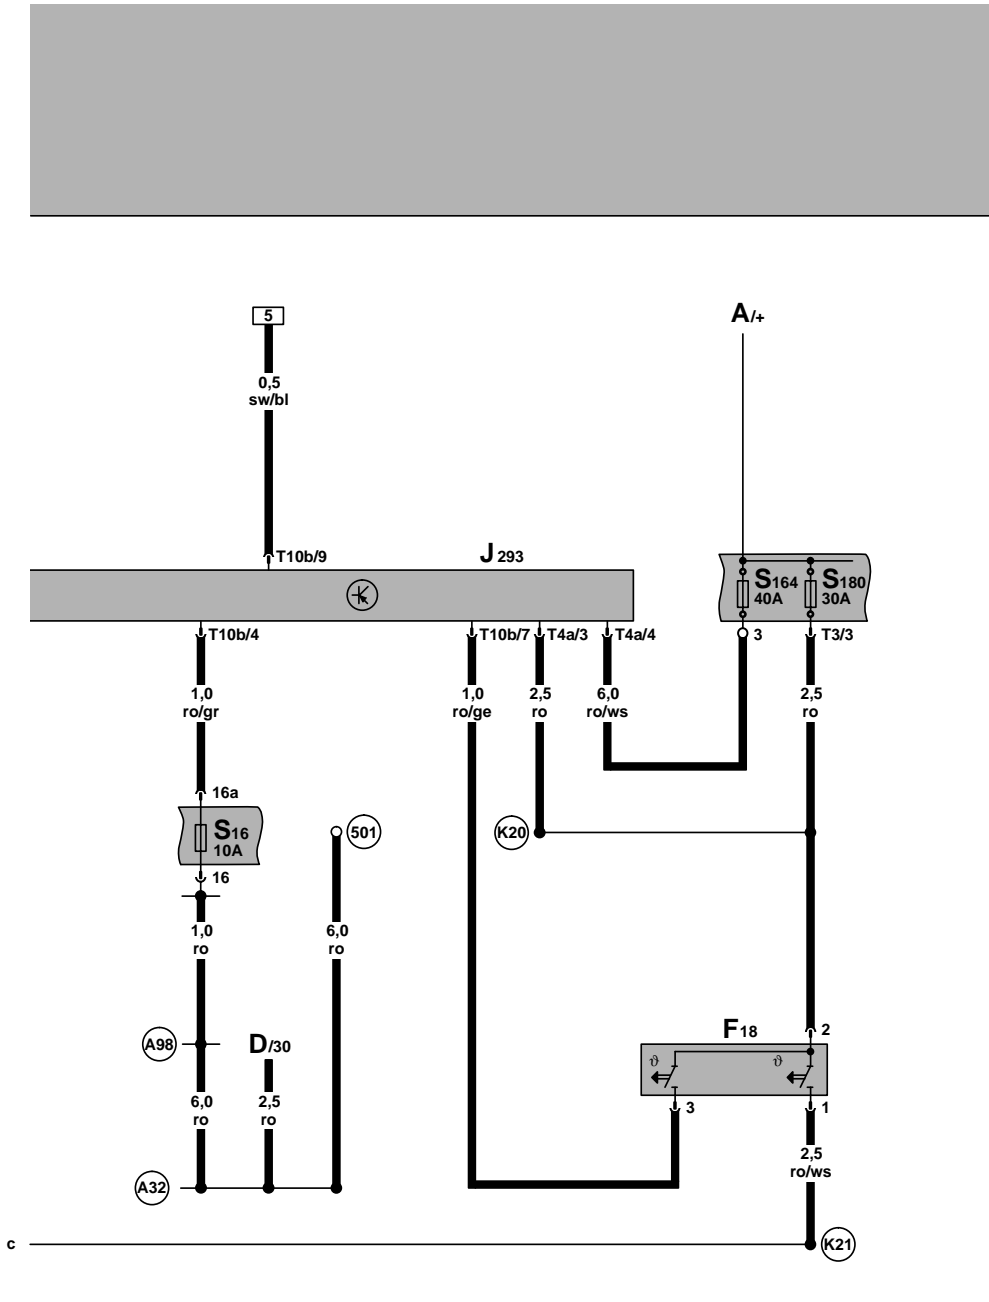 5
A/+
0,5
sw/bl
T10b/9
J 293
S164
40A
S180
30A
T10b/4
T10b/7
T4a/3
T4a/4
3
T3/3
1,0
ro/gr
1,0
ro/ge
2,5
ro
6,0
ro/ws
2,5
ro
16a
S16
10A
501
K20
16
1,0
ro
6,0
ro
A98
D/30
F18
2
ϑ
ϑ
6,0
ro
2,5
ro
3
1
2,5
ro/ws
A32
c
K21